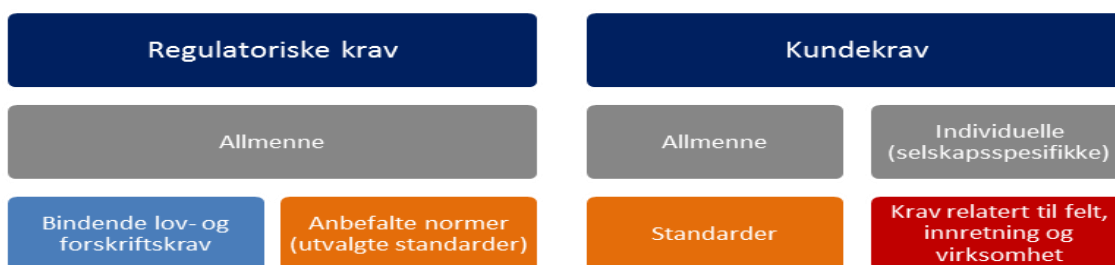 Regulatoriske krav
Kundekrav
Allmenne
Allmenne
Individuelle
(selskapsspesifikke)
Bindende lov- og
forskriftskrav
Anbefalte normer
(utvalgte standarder)
Standarder
Krav relatert til felt,
innretning og
virksomhet